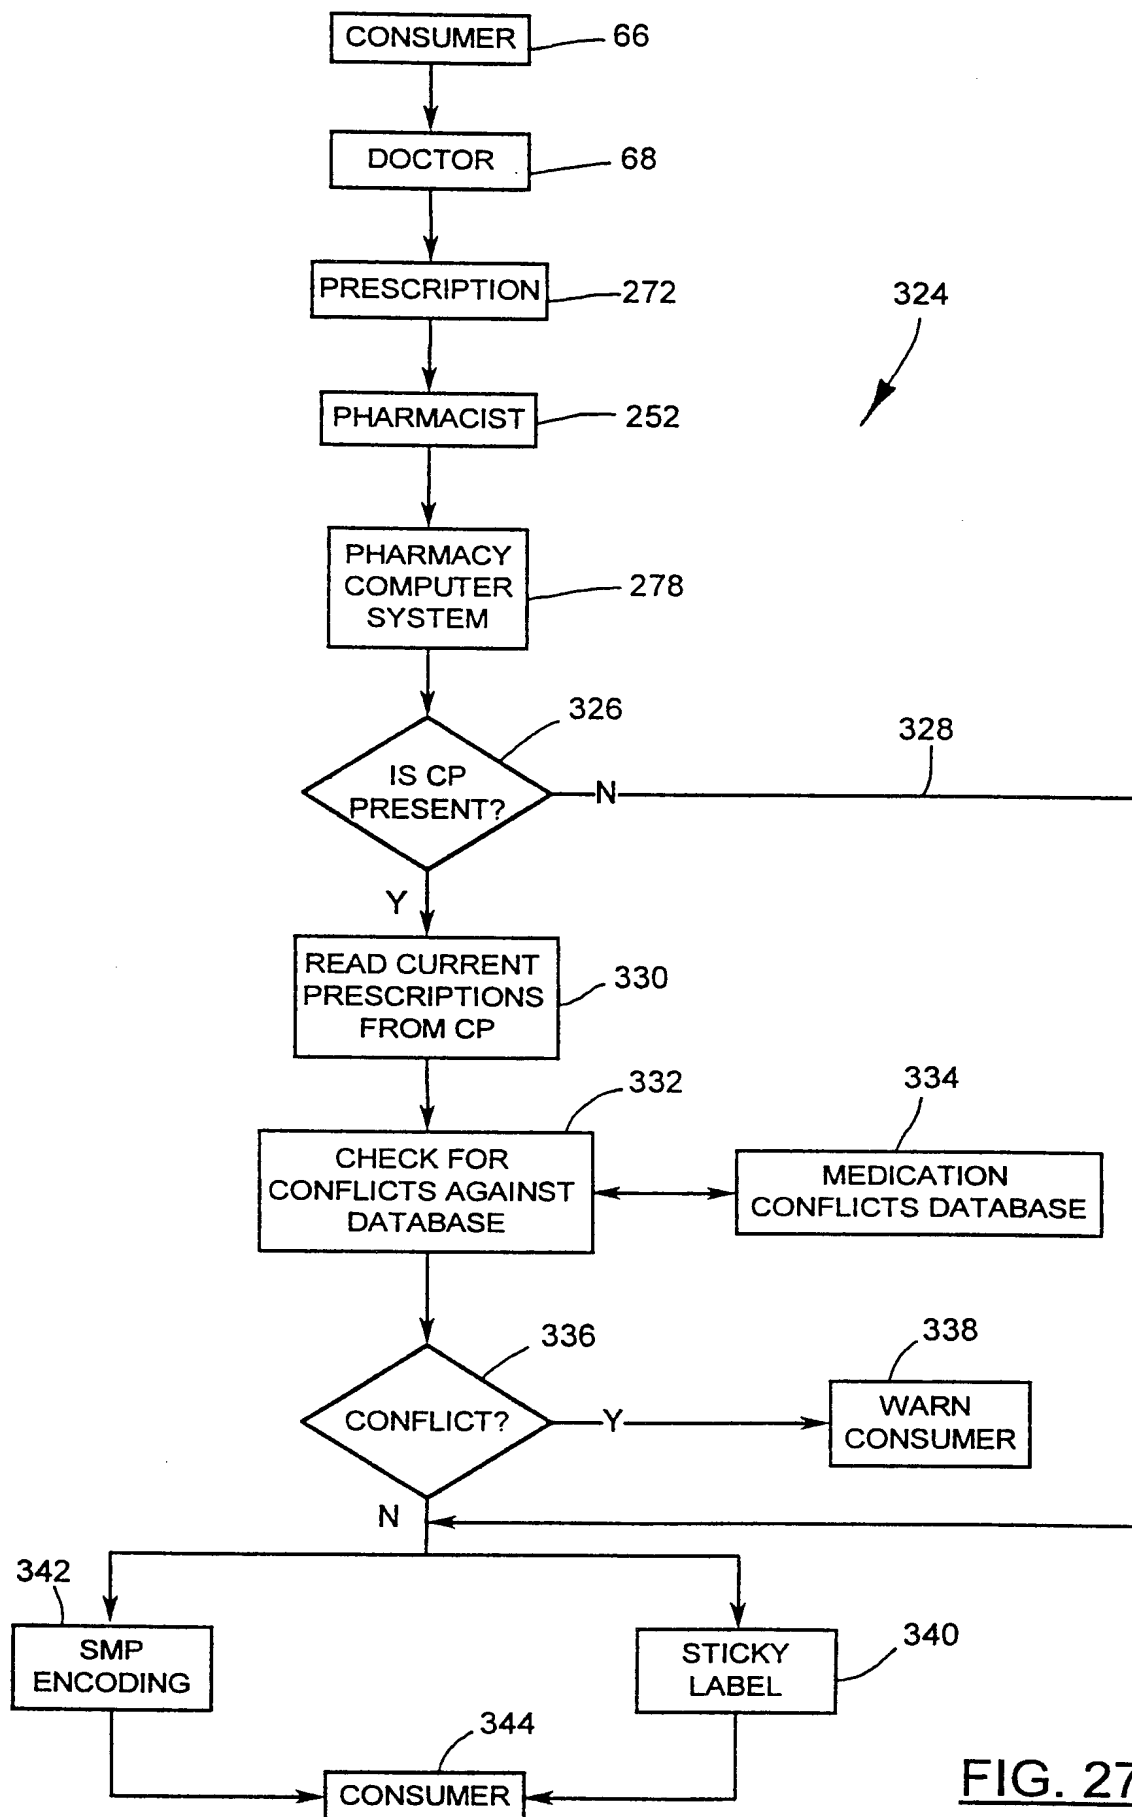 CONSUMER 66
DOCTOR 68
PRESCRIPTION 272
324
PHARMACIST 252
PHARMACY
COMPUTER
SYSTEM
278
326
328
IS CP
PRESENT?
N
Y
READ CURRENT
PRESCRIPTIONS
FROM CP
330
332
334
CHECK FOR
CONFLICTS AGAINST
DATABASE
MEDICATION
CONFLICTS DATABASE
336
338
CONFLICT?
Y
WARN
CONSUMER
N
342
SMP
ENCODING
STICKY
LABEL
340
344
CONSUMER
FIG. 27